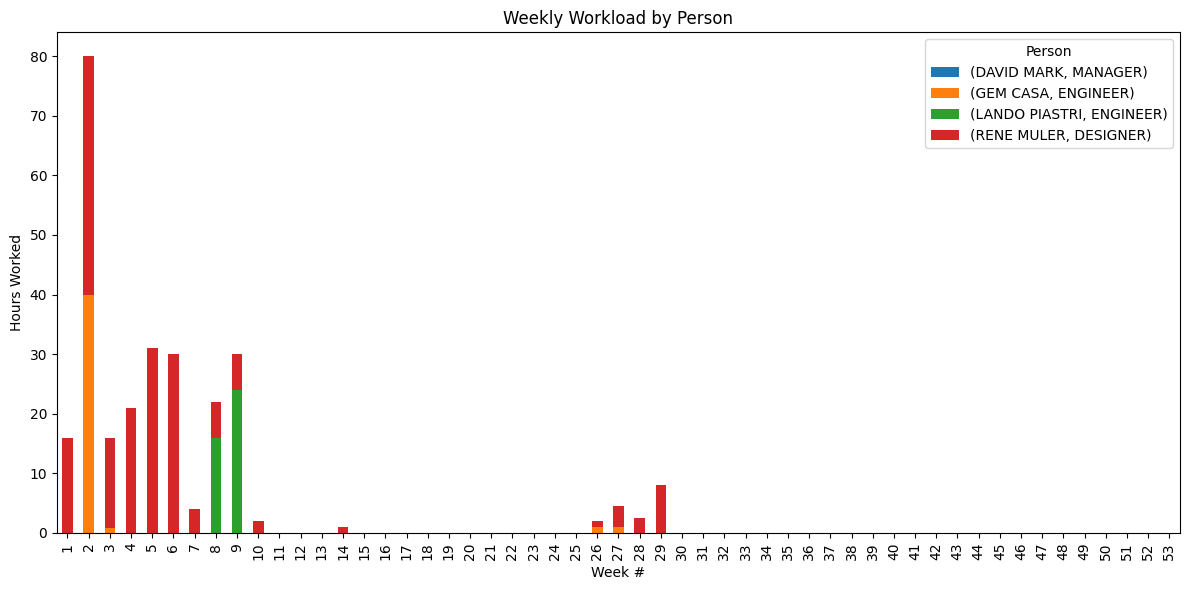 Weekly Workload by Person
Person
(DAVID MARK, MANAGER)
(GEM CASA, ENGINEER)
(LANDO PIASTRI, ENGINEER)
(RENE MULER, DESIGNER)
Hours Worked
80
70
60
50
40
30
20
10
0
1 2 3 4 5 6 7 8 9 10 11 12 13 14 15 16 17 18 19 20 21 22 23 24 25 26 27 28 29 30 31 32 33 34 35 36 37 38 39 40 41 42 43 44 45 46 47 48 49 50 51 52 53
Week #